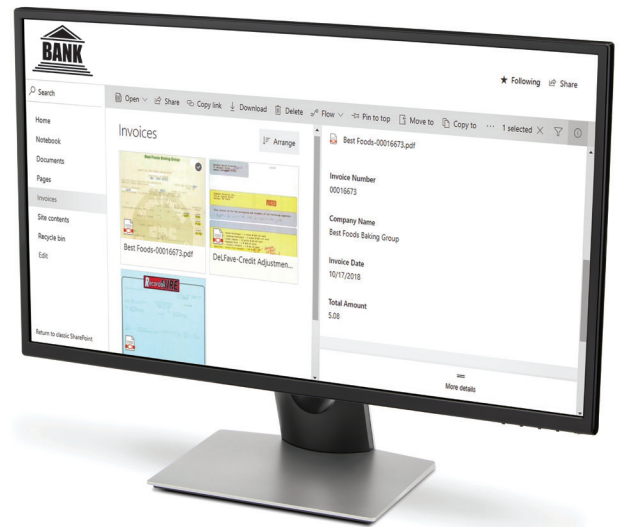 BANK
Following
Share
Search
Open
Share
Copy link
Download
Delete
Flow
Pin to top
Move to
Copy to
1 selected
Home
Notebook
Documents
Pages
Invoices
Site contents
Recycle bin
Edit
Return to classic SharePoint
Invoices
Arrange
Best Foods Baking Group
Best Foods-00016673.pdf
DeLFave-Credit Adjustmen...
Best Foods-00016673.pdf
Invoice Number
00016673
Company Name
Best Foods Baking Group
Invoice Date
10/17/2018
Total Amount
5.08
More details